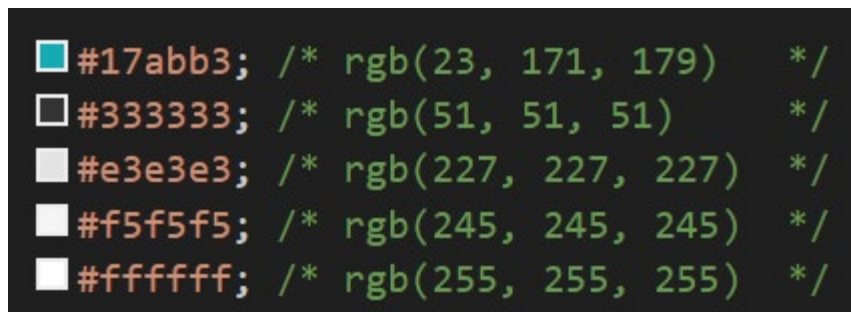 #17abb3; /* rgb(23, 171, 179)   */
#333333; /* rgb(51, 51, 51)     */
#e3e3e3; /* rgb(227, 227, 227)  */
#f5f5f5; /* rgb(245, 245, 245)  */
#ffffff; /* rgb(255, 255, 255)  */